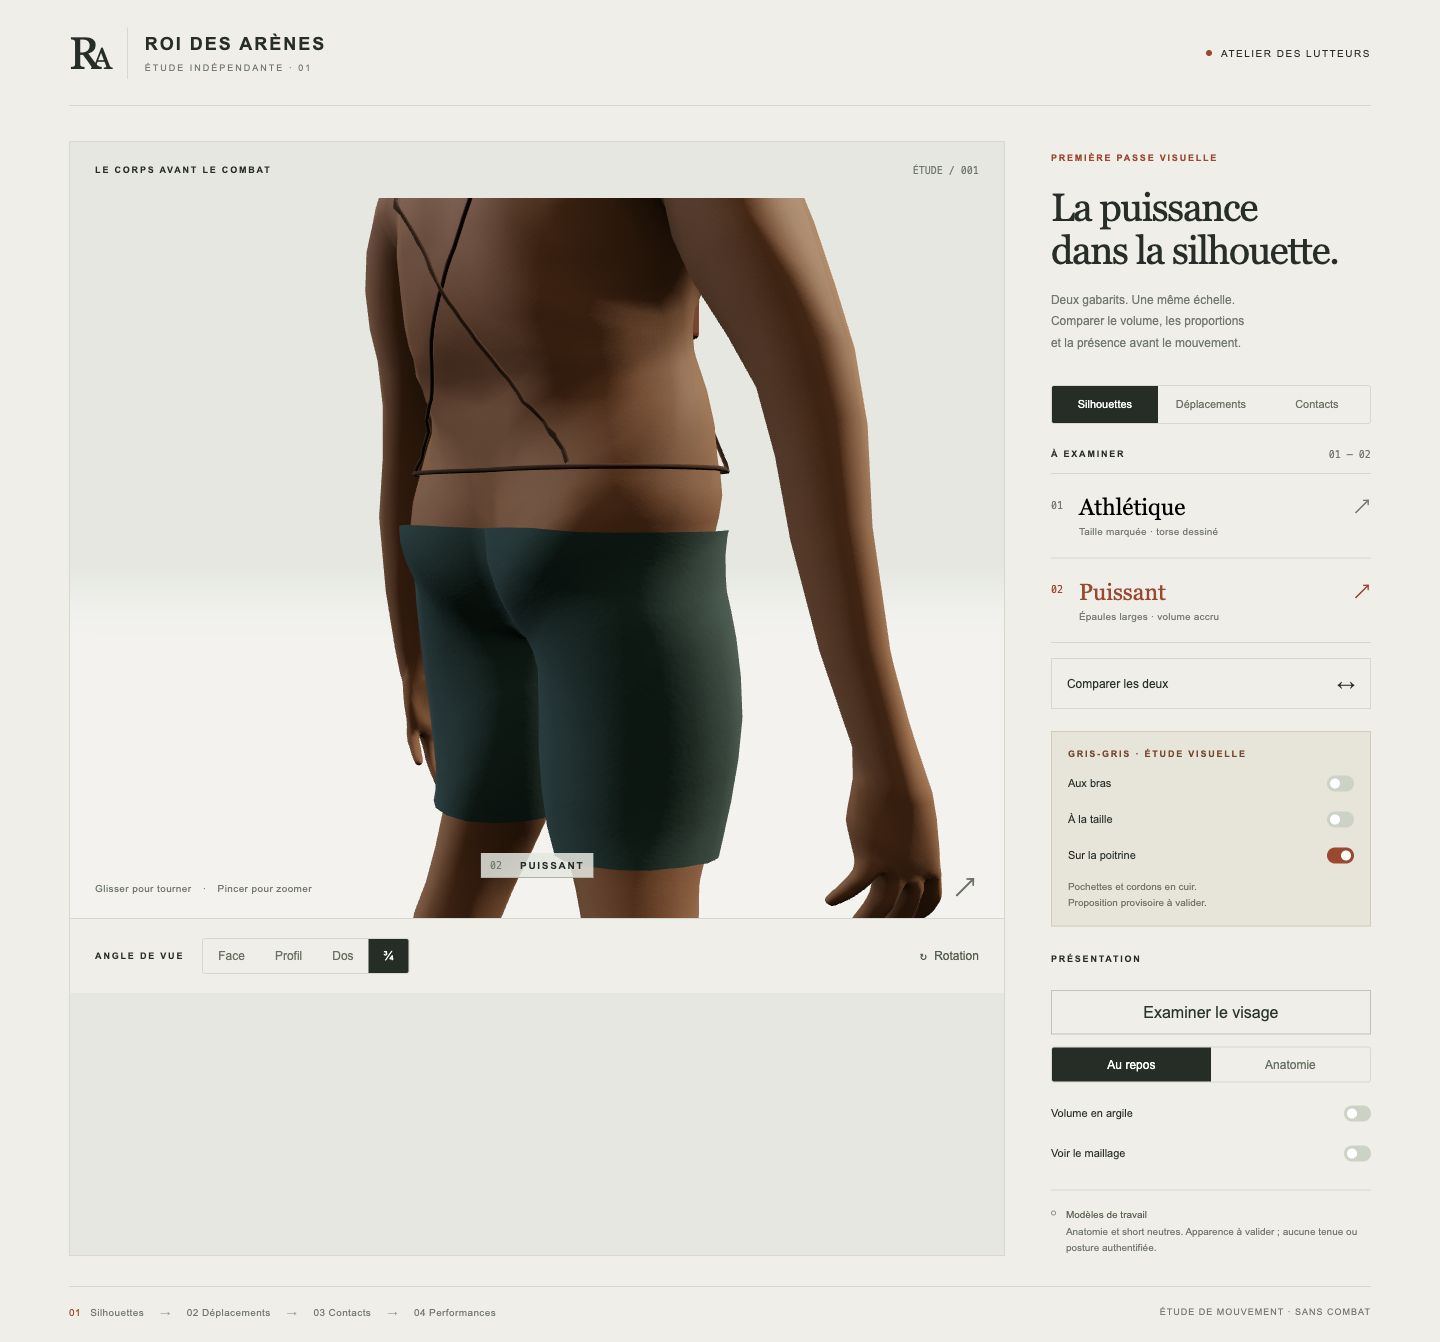 RA
ROI DES ARÈNES
ÉTUDE INDÉPENDANTE · 01
ATELIER DES LUTTEURS
LE CORPS AVANT LE COMBAT
ÉTUDE / 001
02 PUISSANT
Glisser pour tourner · Pincer pour zoomer
ANGLE DE VUE
Face
Profil
Dos
¾
↻ Rotation
PREMIÈRE PASSE VISUELLE
La puissance
dans la silhouette.
Deux gabarits. Une même échelle.
Comparer le volume, les proportions
et la présence avant le mouvement.
Silhouettes
Déplacements
Contacts
À EXAMINER
01 — 02
01 Athlétique ↗
Taille marquée · torse dessiné
02 Puissant ↗
Épaules larges · volume accru
Comparer les deux ↔
GRIS-GRIS · ÉTUDE VISUELLE
Aux bras
À la taille
Sur la poitrine
Pochettes et cordons en cuir.
Proposition provisoire à valider.
PRÉSENTATION
Examiner le visage
Au repos
Anatomie
Volume en argile
Voir le maillage
Modèles de travail
Anatomie et short neutres. Apparence à valider ; aucune tenue ou
posture authentifiée.
01 Silhouettes → 02 Déplacements → 03 Contacts → 04 Performances
ÉTUDE DE MOUVEMENT · SANS COMBAT